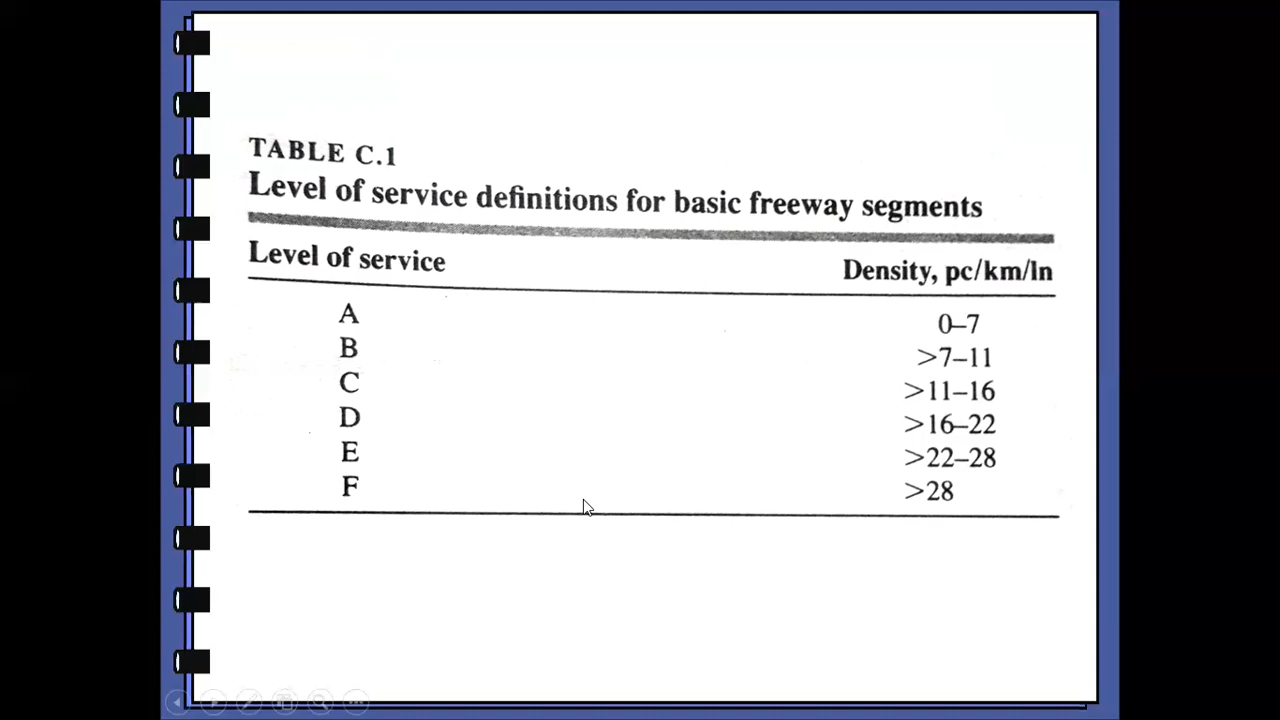 TABLE C.1
Level of service definitions for basic freeway segments
Level of service Density, pc/km/ln
A 0–7
B >7–11
C >11–16
D >16–22
E >22–28
F >28